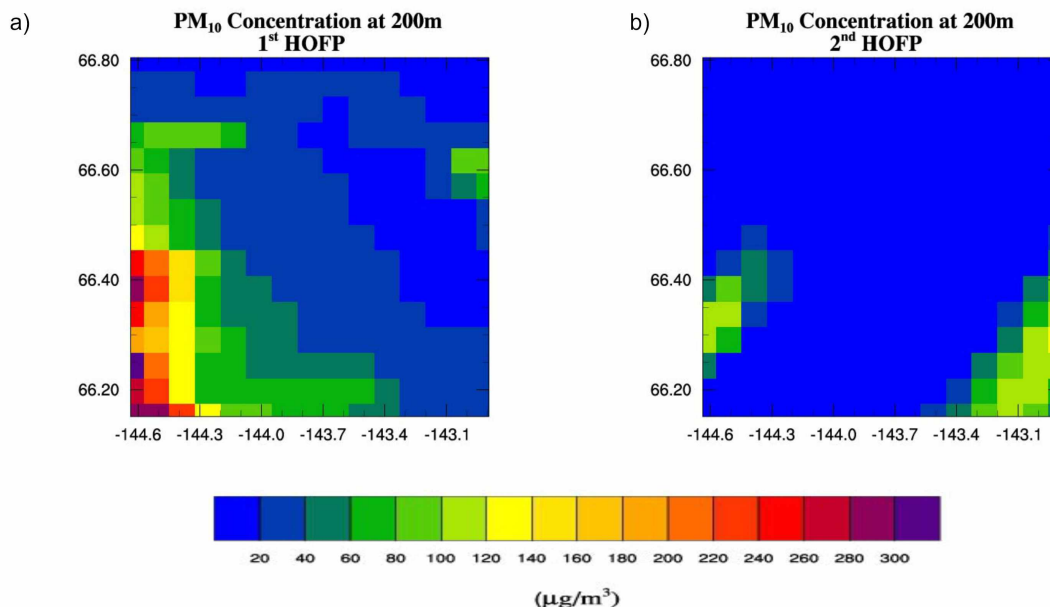 a)
PM₁₀ Concentration at 200m
1ˢᵗ HOFP
66.80
66.60
66.40
66.20
-144.6 -144.3 -144.0 -143.7 -143.4 -143.1
b)
PM₁₀ Concentration at 200m
2ⁿᵈ HOFP
66.80
66.60
66.40
66.20
-144.6 -144.3 -144.0 -143.7 -143.4 -143.1
20 40 60 80 100 120 140 160 180 200 220 240 260 280 300
(μg/m³)